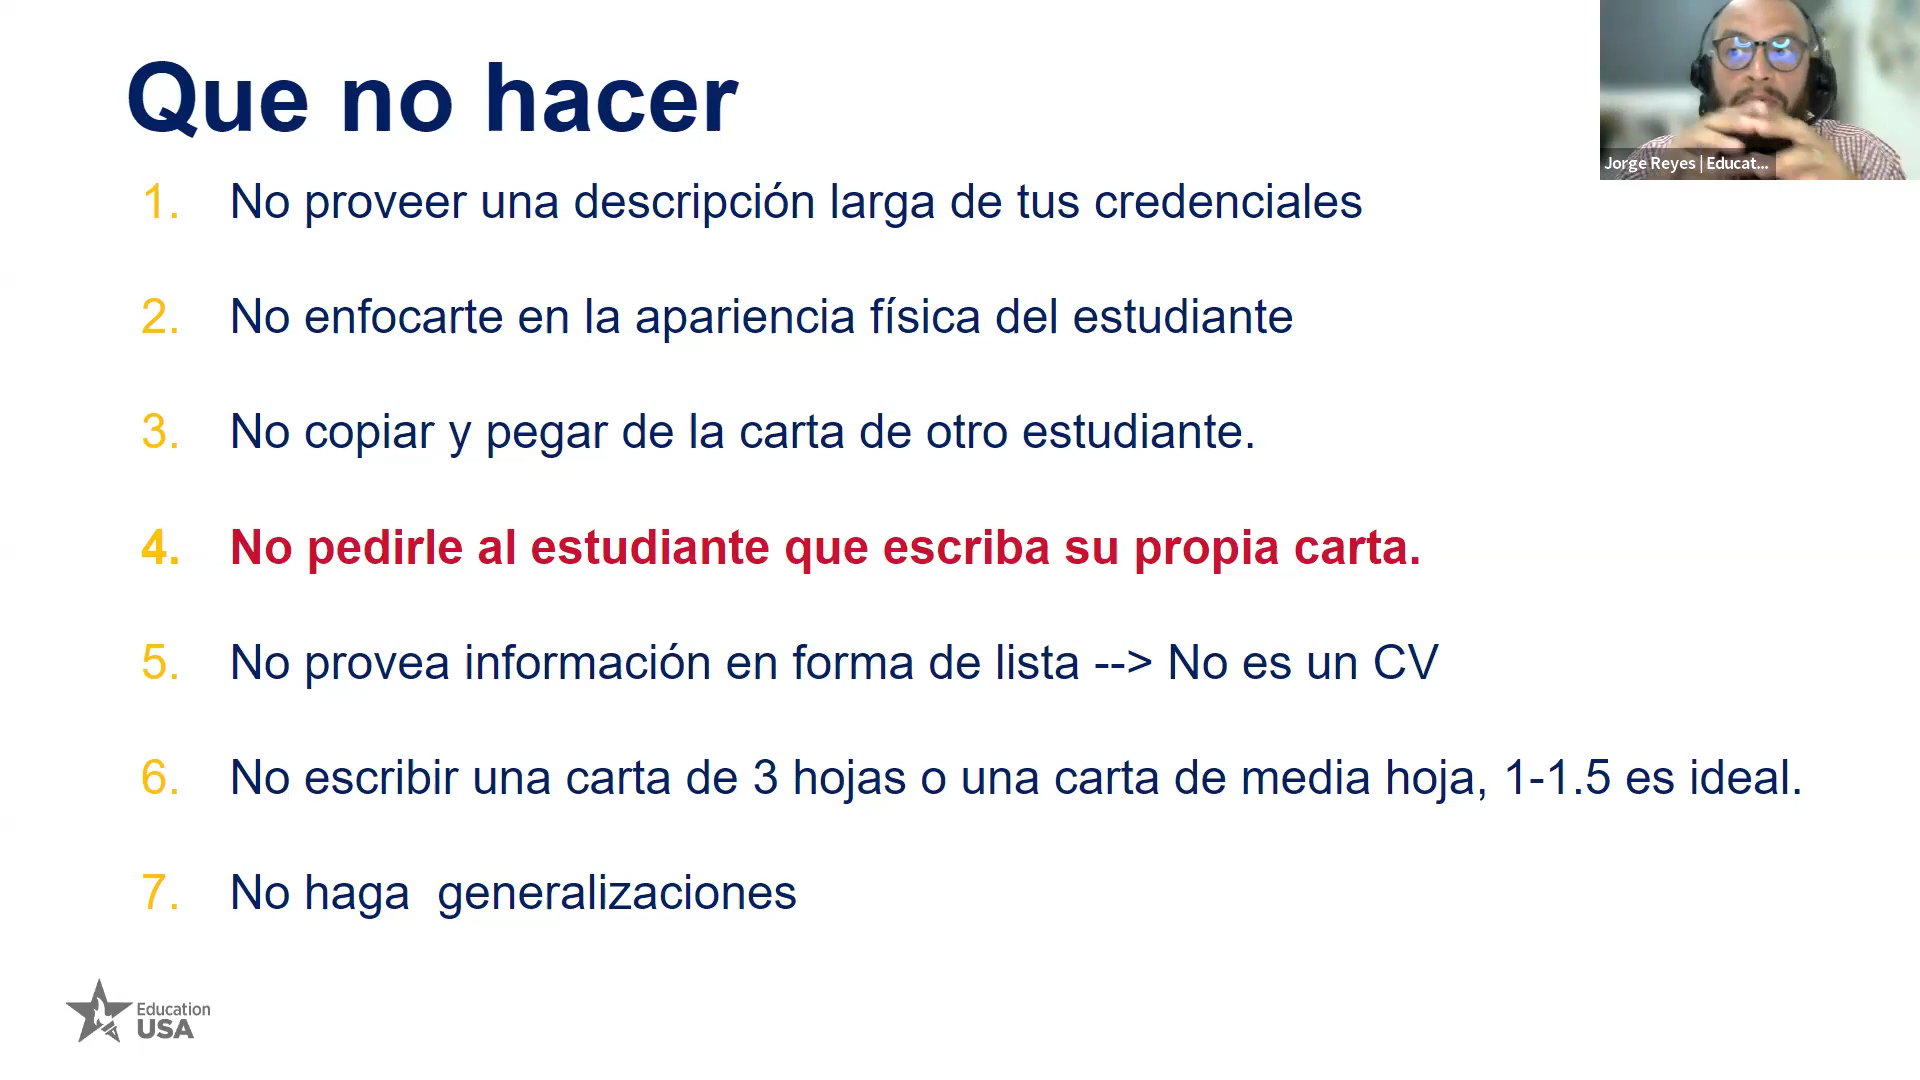 Que no hacer
Jorge Reyes | Educat...
1. No proveer una descripción larga de tus credenciales
2. No enfocarte en la apariencia física del estudiante
3. No copiar y pegar de la carta de otro estudiante.
4. No pedirle al estudiante que escriba su propia carta.
5. No provea información en forma de lista --> No es un CV
6. No escribir una carta de 3 hojas o una carta de media hoja, 1-1.5 es ideal.
7. No haga  generalizaciones
Education
USA